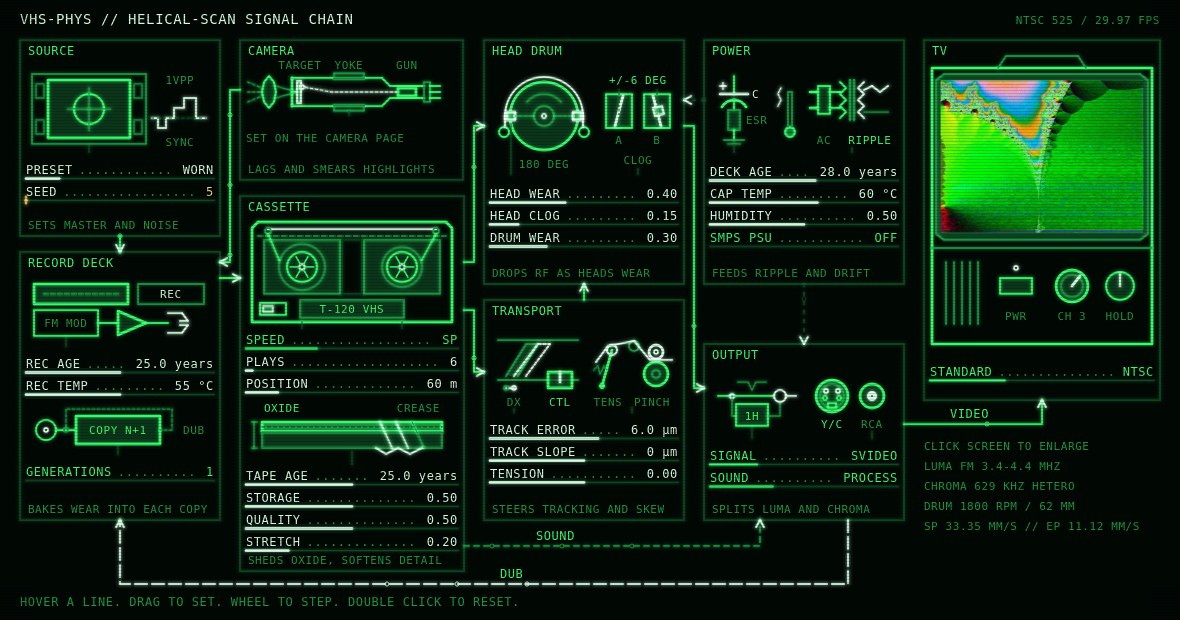 VHS-PHYS // HELICAL-SCAN SIGNAL CHAIN
NTSC 525 / 29.97 FPS
SOURCE
1VPP
SYNC
PRESET ............ WORN
SEED ............... 5
SETS MASTER AND NOISE
RECORD DECK
REC
FM MOD
REC AGE ..... 25.0 years
REC TEMP ......... 55 °C
COPY N+1
DUB
GENERATIONS .......... 1
BAKES WEAR INTO EACH COPY
CAMERA
TARGET YOKE GUN
SET ON THE CAMERA PAGE
LAGS AND SMEARS HIGHLIGHTS
CASSETTE
T-120 VHS
SPEED .................. SP
PLAYS ................... 6
POSITION ............. 60 m
OXIDE CREASE
TAPE AGE ........ 25.0 years
STORAGE .............. 0.50
QUALITY .............. 0.50
STRETCH .............. 0.20
SHEDS OXIDE, SOFTENS DETAIL
HEAD DRUM
+/-6 DEG
A B
180 DEG
CLOG
HEAD WEAR ......... 0.40
HEAD CLOG ......... 0.15
DRUM WEAR ......... 0.30
DROPS RF AS HEADS WEAR
TRANSPORT
DX CTL TENS PINCH
TRACK ERROR ..... 6.0 µm
TRACK SLOPE ....... 0 µm
TENSION ........... 0.00
STEERS TRACKING AND SKEW
POWER
+
C
ESR
AC RIPPLE
DECK AGE .... 28.0 years
CAP TEMP ......... 60 °C
HUMIDITY .......... 0.50
SMPS PSU ........... OFF
FEEDS RIPPLE AND DRIFT
OUTPUT
1H
Y/C RCA
SIGNAL .......... SVIDEO
SOUND .......... PROCESS
SPLITS LUMA AND CHROMA
TV
PWR CH 3 HOLD
STANDARD ............... NTSC
VIDEO
CLICK SCREEN TO ENLARGE
LUMA FM 3.4-4.4 MHZ
CHROMA 629 KHZ HETERO
DRUM 1800 RPM / 62 MM
SP 33.35 MM/S // EP 11.12 MM/S
SOUND
DUB
HOVER A LINE. DRAG TO SET. WHEEL TO STEP. DOUBLE CLICK TO RESET.